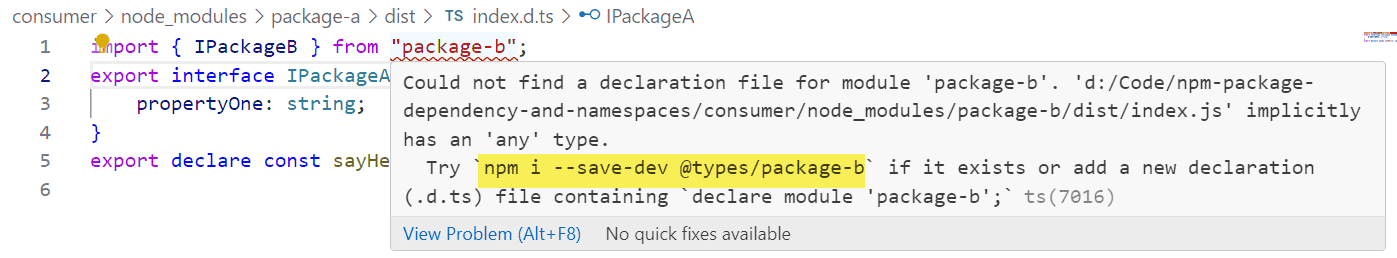 consumer > node_modules > package-a > dist > TS index.d.ts > IPackageA
1 import { IPackageB } from "package-b";
2 export interface IPackageA
3 propertyOne: string;
4 }
5 export declare const sayHe
6
Could not find a declaration file for module 'package-b'. 'd:/Code/npm-package-
dependency-and-namespaces/consumer/node_modules/package-b/dist/index.js' implicitly
has an 'any' type.
Try `npm i --save-dev @types/package-b` if it exists or add a new declaration
(.d.ts) file containing `declare module 'package-b';` ts(7016)
View Problem (Alt+F8) No quick fixes available